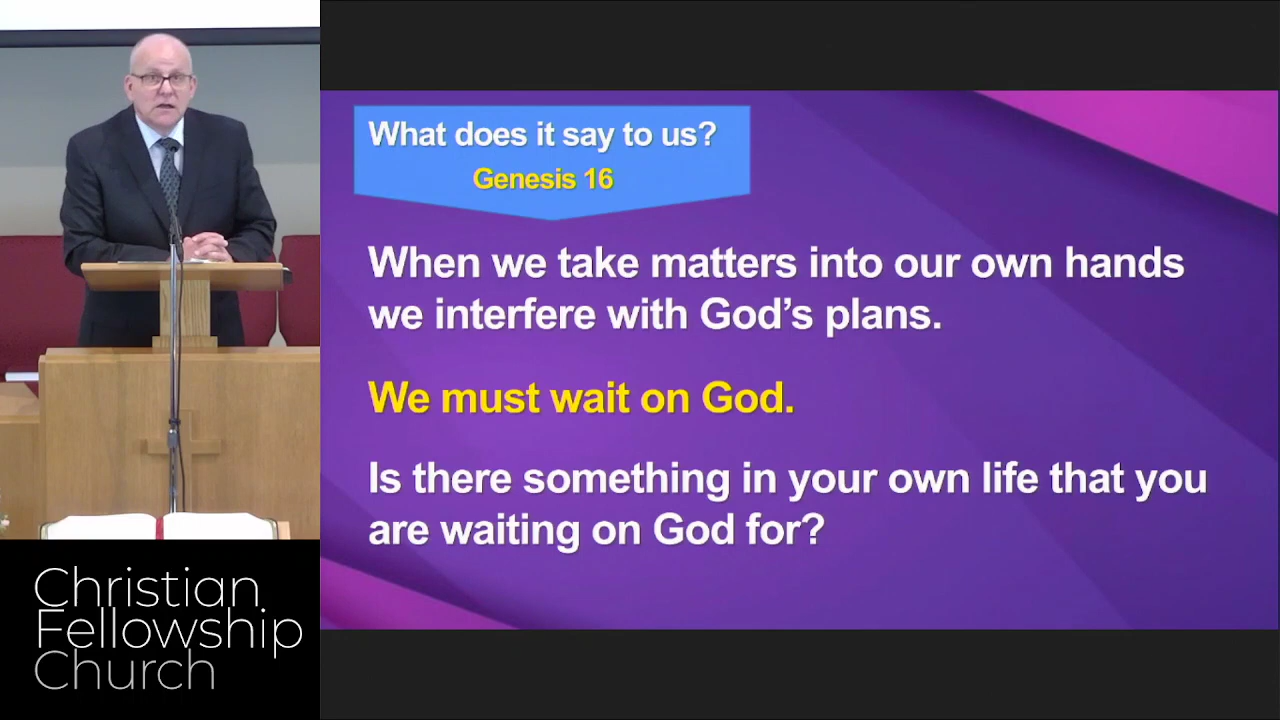 What does it say to us?
Genesis 16
When we take matters into our own hands
we interfere with God’s plans.
We must wait on God.
Is there something in your own life that you
are waiting on God for?
Christian
Fellowship
Church